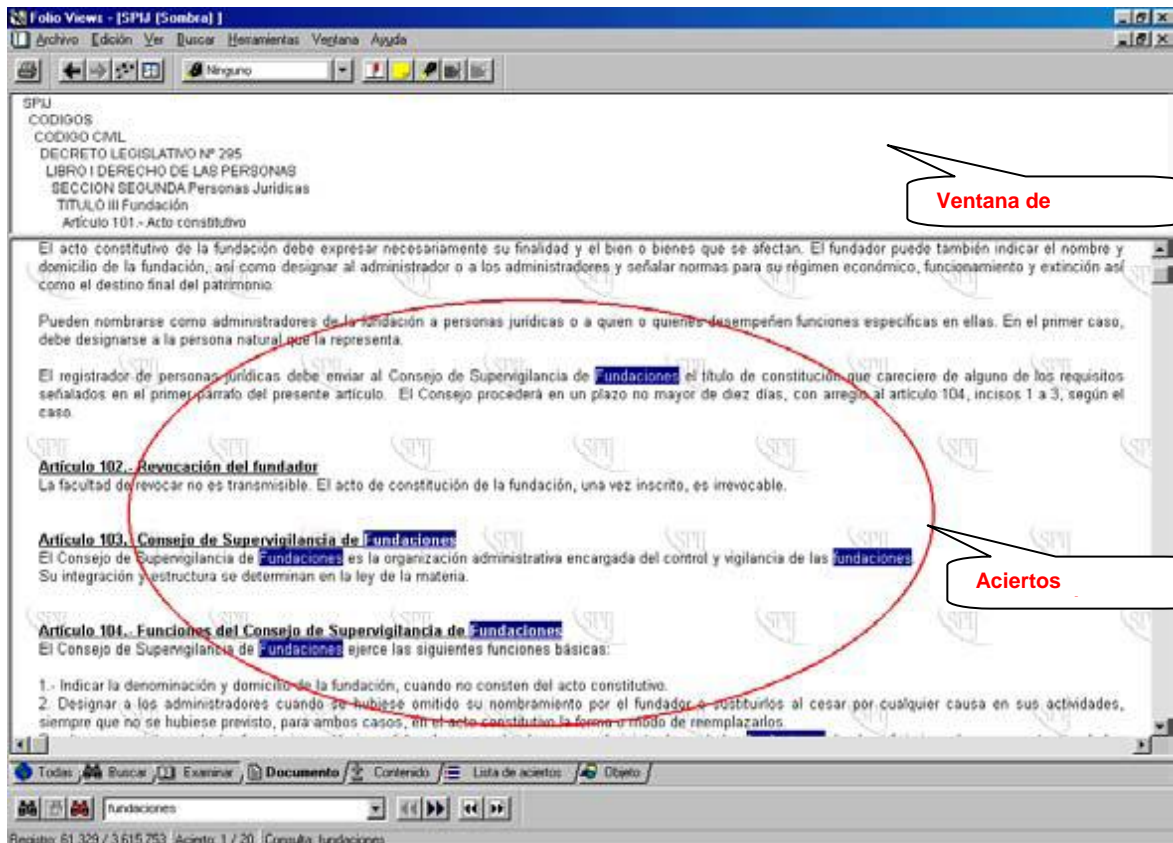 Folio Views - [SPIJ (Sombra) ]
Archivo Edición Ver Buscar Herramientas Ventana Ayuda
Ninguno
SPIJ
CODIGOS
CODIGO CIVIL
DECRETO LEGISLATIVO Nº 295
LIBRO I DERECHO DE LAS PERSONAS
SECCION SEGUNDA Personas Jurídicas
TITULO III Fundación
Artículo 101.- Acto constitutivo
Ventana de
El acto constitutivo de la fundación debe expresar necesariamente su finalidad y el bien o bienes que se afectan. El fundador puede también indicar el nombre y
domicilio de la fundación, así como designar al administrador o a los administradores y señalar normas para su régimen económico, funcionamiento y extinción así
como el destino final del patrimonio.
Pueden nombrarse como administradores de la fundación a personas jurídicas o a quien o quienes desempeñen funciones específicas en ellas. En el primer caso,
debe designarse a la persona natural que la representa.
El registrador de personas jurídicas debe enviar al Consejo de Supervigilancia de Fundaciones el título de constitución que careciere de alguno de los requisitos
señalados en el primer párrafo del presente artículo. El Consejo procederá en un plazo no mayor de diez días, con arreglo al artículo 104, incisos 1 a 3, según el
caso.
Artículo 102.- Revocación del fundador
La facultad de revocar no es transmisible. El acto de constitución de la fundación, una vez inscrito, es irrevocable.
Artículo 103.- Consejo de Supervigilancia de Fundaciones
El Consejo de Supervigilancia de Fundaciones es la organización administrativa encargada del control y vigilancia de las fundaciones.
Su integración y estructura se determinan en la ley de la materia.
Aciertos
Artículo 104.- Funciones del Consejo de Supervigilancia de Fundaciones
El Consejo de Supervigilancia de Fundaciones ejerce las siguientes funciones básicas:
1.- Indicar la denominación y domicilio de la fundación, cuando no consten del acto constitutivo.
2. Designar a los administradores cuando se hubiese omitido su nombramiento por el fundador o sustituirlos al cesar por cualquier causa en sus actividades,
siempre que no se hubiese previsto, para ambos casos, en el acto constitutivo la forma o modo de reemplazarlos.
Todas Buscar Examinar Documento Contenido Lista de aciertos Objeto
fundaciones
Registro: 61.329 / 3.615.753 Acierto: 1 / 20 Consulta: fundaciones